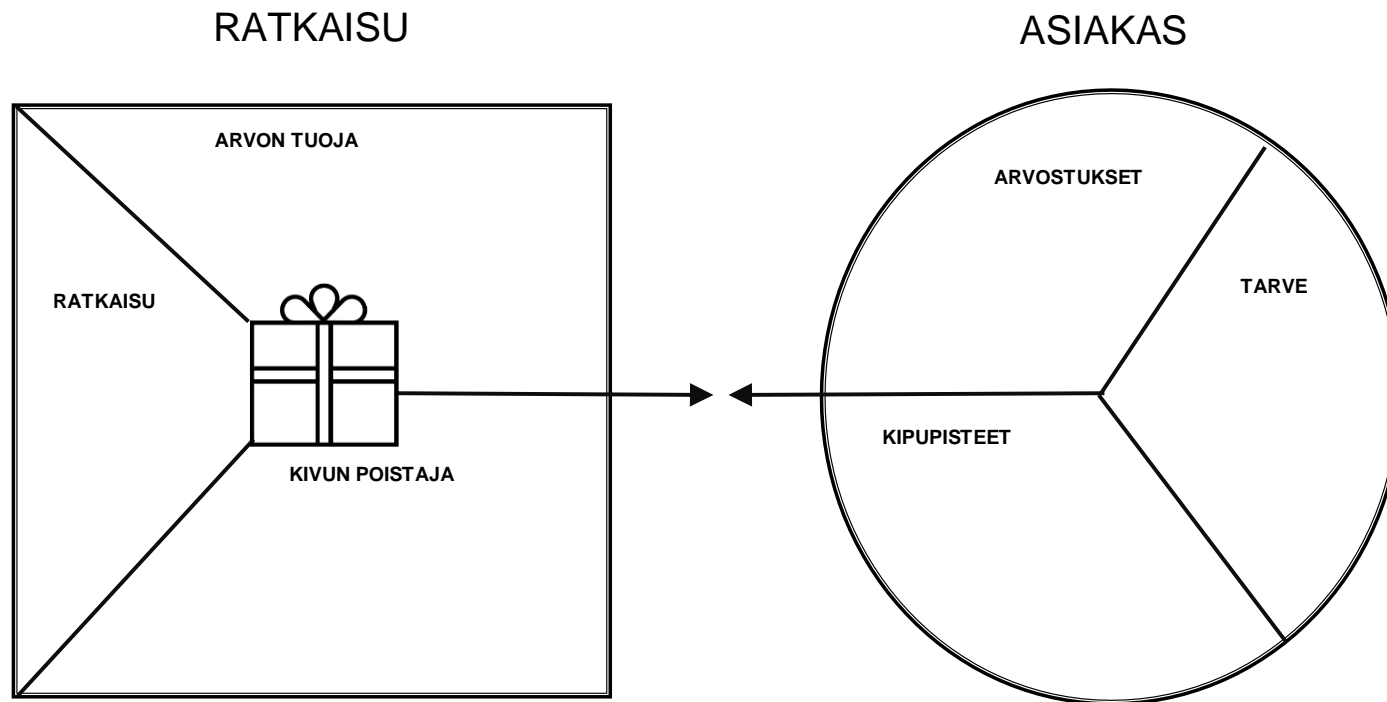 RATKAISU
ASIAKAS
ARVON TUOJA
RATKAISU
KIVUN POISTAJA
ARVOSTUKSET
TARVE
KIPUPISTEET